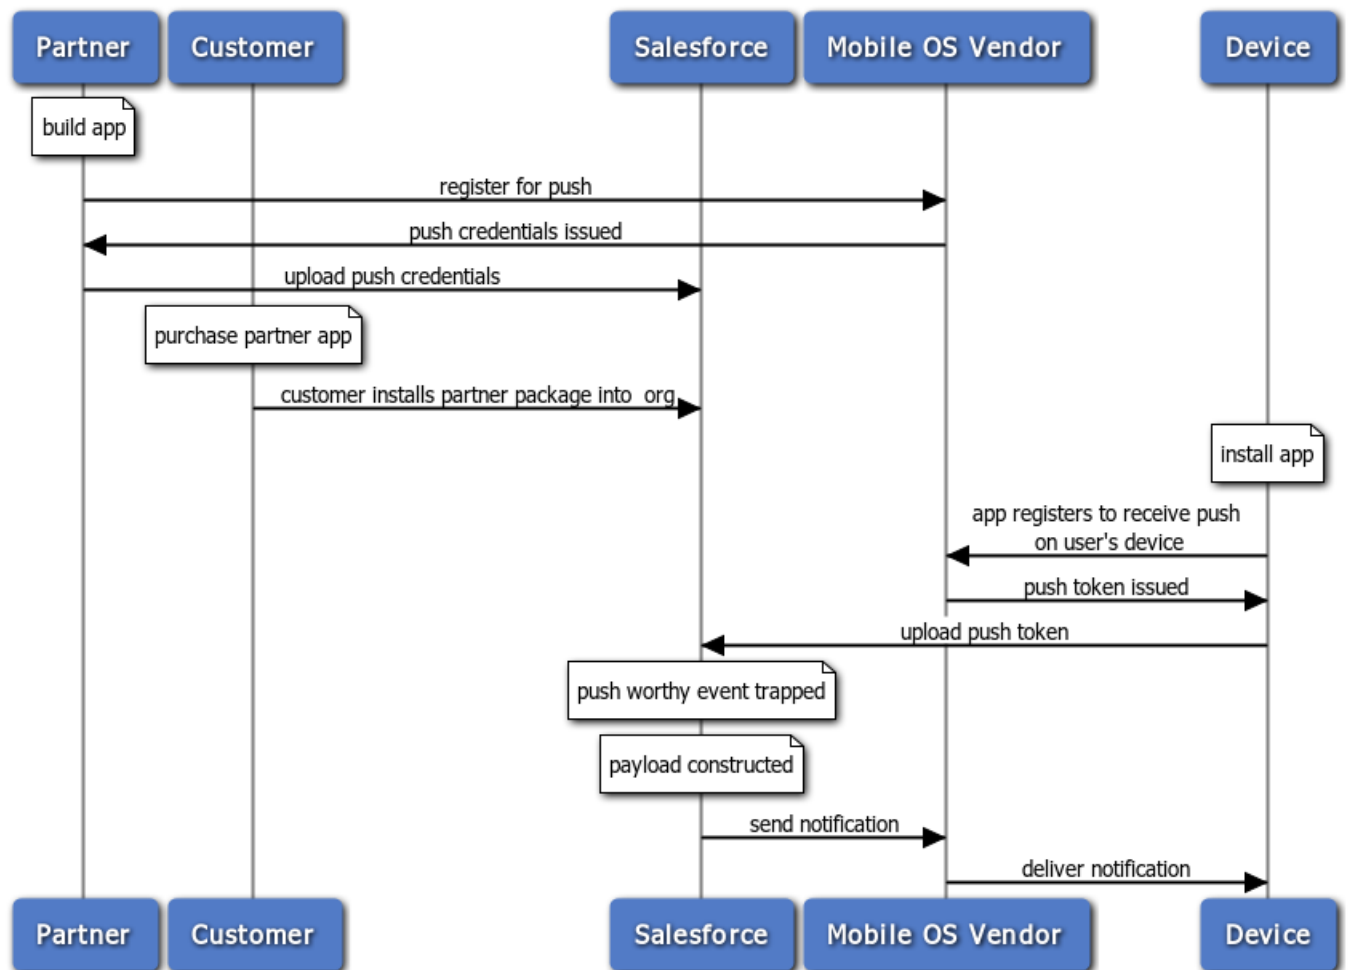 Partner
Customer
Salesforce
Mobile OS Vendor
Device
build app
register for push
push credentials issued
upload push credentials
purchase partner app
customer installs partner package into  org
install app
app registers to receive push
on user's device
push token issued
upload push token
push worthy event trapped
payload constructed
send notification
deliver notification
Partner
Customer
Salesforce
Mobile OS Vendor
Device